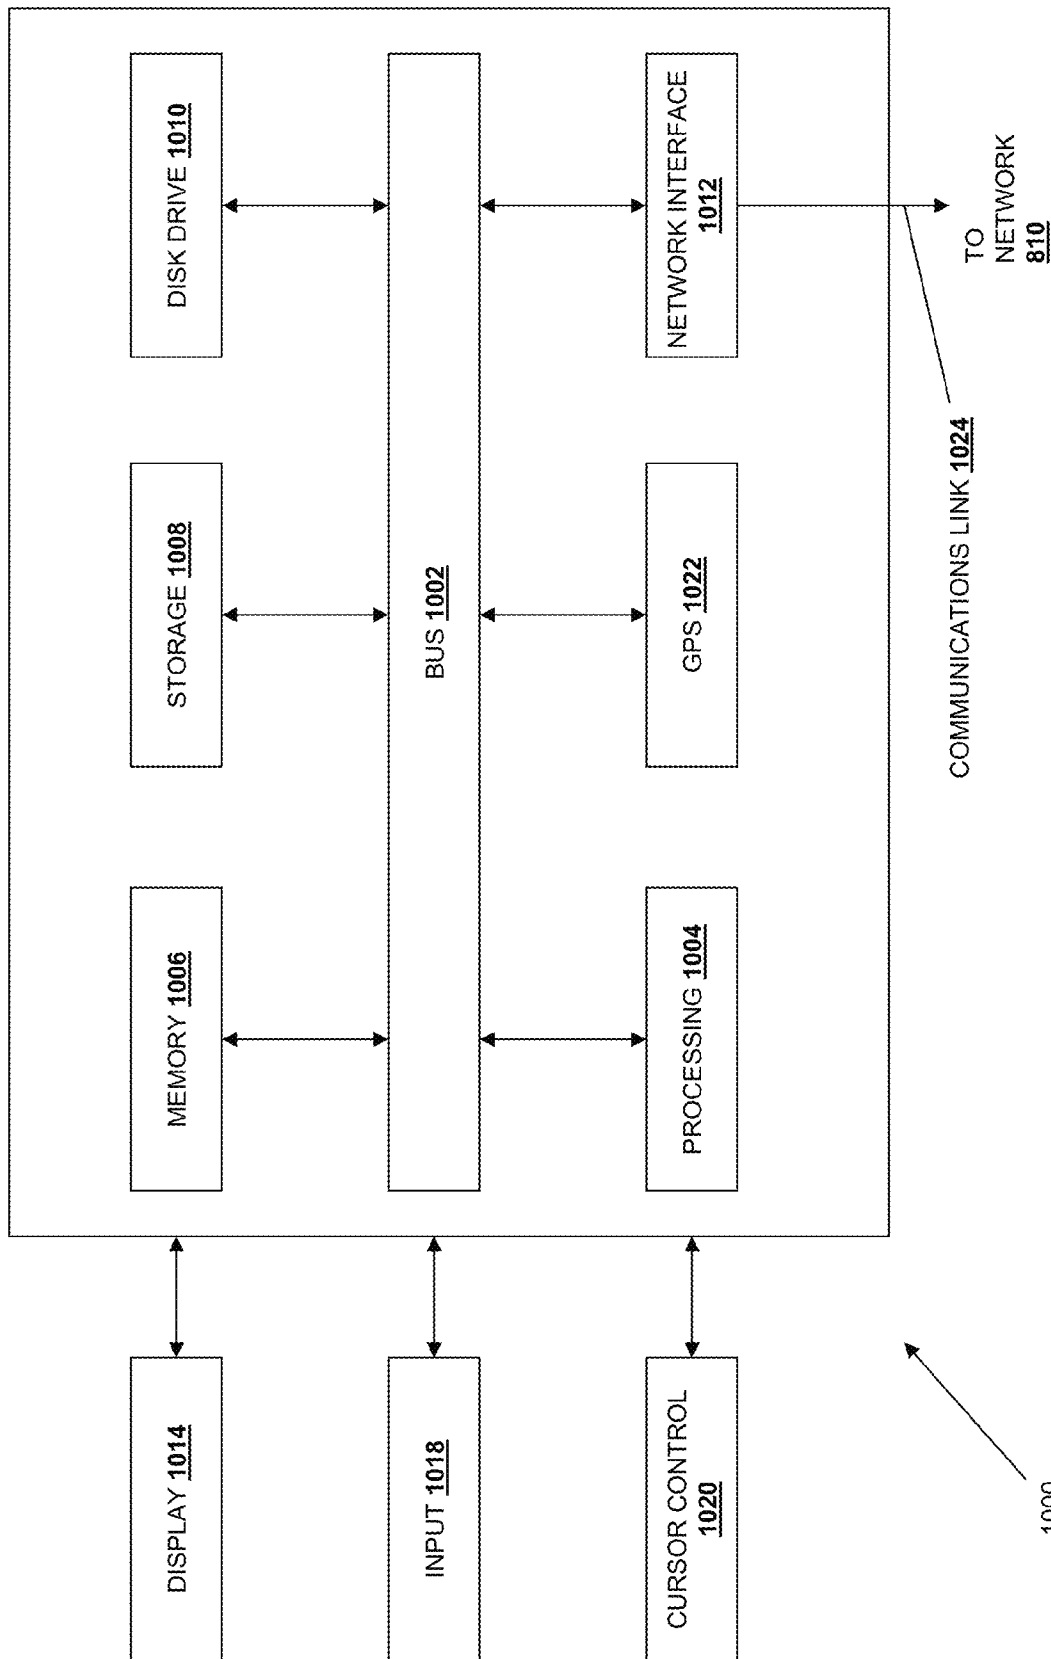 DISPLAY 1014
MEMORY 1006
STORAGE 1008
DISK DRIVE 1010
INPUT 1018
BUS 1002
CURSOR CONTROL
1020
PROCESSING 1004
GPS 1022
NETWORK INTERFACE
1012
COMMUNICATIONS LINK 1024
TO
NETWORK
810
1000